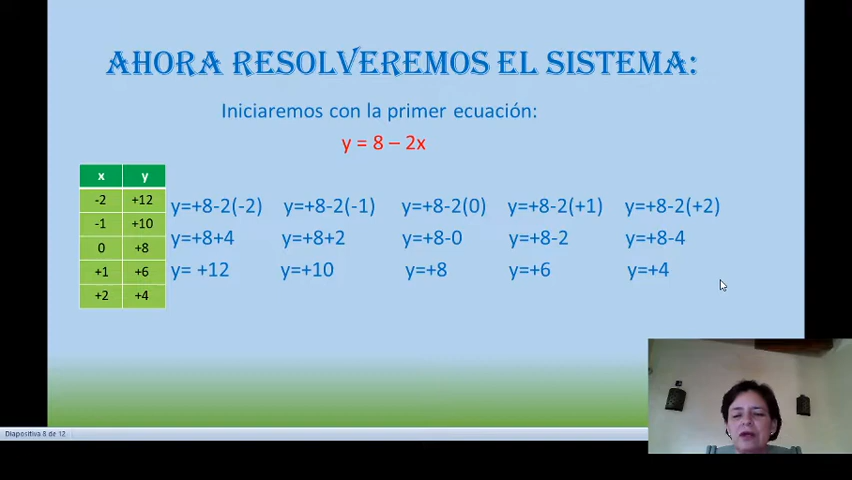 AHORA RESOLVEREMOS EL SISTEMA:
Iniciaremos con la primer ecuación:
y = 8 – 2x
x y
-2 +12
-1 +10
0 +8
+1 +6
+2 +4
y=+8-2(-2) y=+8-2(-1) y=+8-2(0) y=+8-2(+1) y=+8-2(+2)
y=+8+4 y=+8+2 y=+8-0 y=+8-2 y=+8-4
y= +12 y=+10 y=+8 y=+6 y=+4
Diapositiva 8 de 12